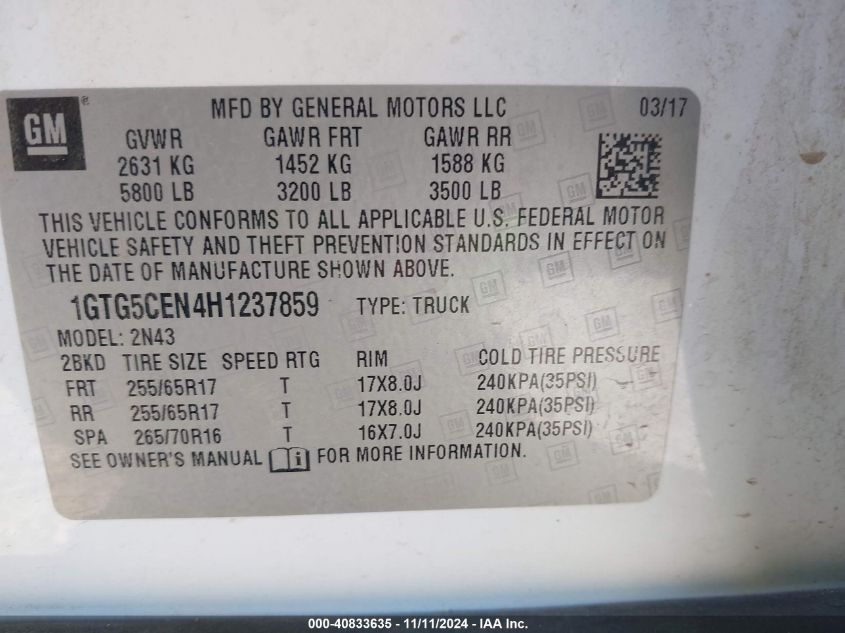 GM ® MFD BY GENERAL MOTORS LLC 03/17
GVWR GAWR FRT GAWR RR
2631 KG 1452 KG 1588 KG
5800 LB 3200 LB 3500 LB
THIS VEHICLE CONFORMS TO ALL APPLICABLE U.S. FEDERAL MOTOR
VEHICLE SAFETY AND THEFT PREVENTION STANDARDS IN EFFECT ON
THE DATE OF MANUFACTURE SHOWN ABOVE.
1GTG5CEN4H1237859 TYPE: TRUCK
MODEL: 2N43
2BKD TIRE SIZE SPEED RTG RIM COLD TIRE PRESSURE
FRT 255/65R17 T 17X8.0J 240KPA(35PSI)
RR 255/65R17 T 17X8.0J 240KPA(35PSI)
SPA 265/70R16 T 16X7.0J 240KPA(35PSI)
SEE OWNER'S MANUAL FOR MORE INFORMATION.
000-40833635 - 11/11/2024 - IAA Inc.